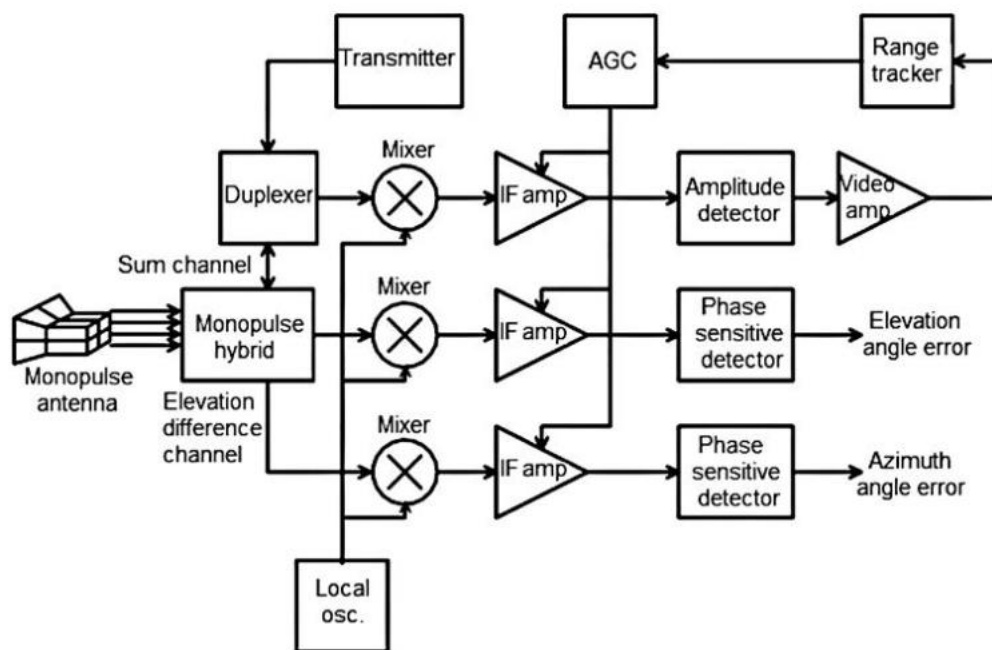 Transmitter
AGC
Range
tracker
Duplexer
Mixer
IF amp
Amplitude
detector
Video
amp
Sum channel
Monopulse
antenna
Monopulse
hybrid
Mixer
IF amp
Phase
sensitive
detector
Elevation
angle error
Elevation
difference
channel
Mixer
IF amp
Phase
sensitive
detector
Azimuth
angle error
Local
osc.